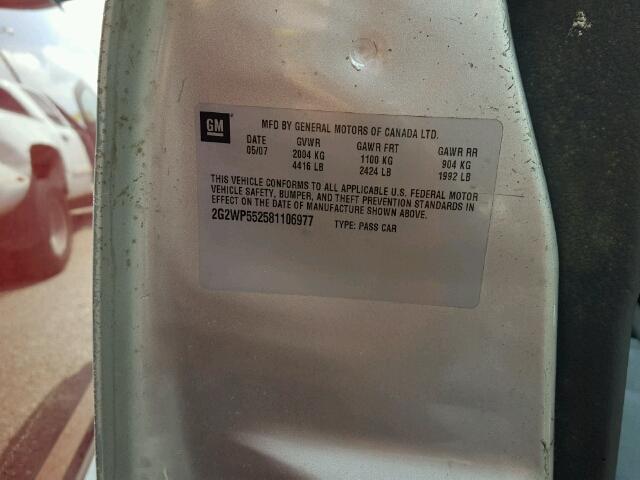 GM
MFD BY GENERAL MOTORS OF CANADA LTD.
DATE GVWR GAWR FRT GAWR RR
05/07 2004 KG 1100 KG 904 KG
4416 LB 2424 LB 1992 LB
THIS VEHICLE CONFORMS TO ALL APPLICABLE U.S. FEDERAL MOTOR
VEHICLE SAFETY, BUMPER, AND THEFT PREVENTION STANDARDS IN
EFFECT ON THE DATE OF MANUFACTURE SHOWN ABOVE.
2G2WP552581106977 TYPE: PASS CAR